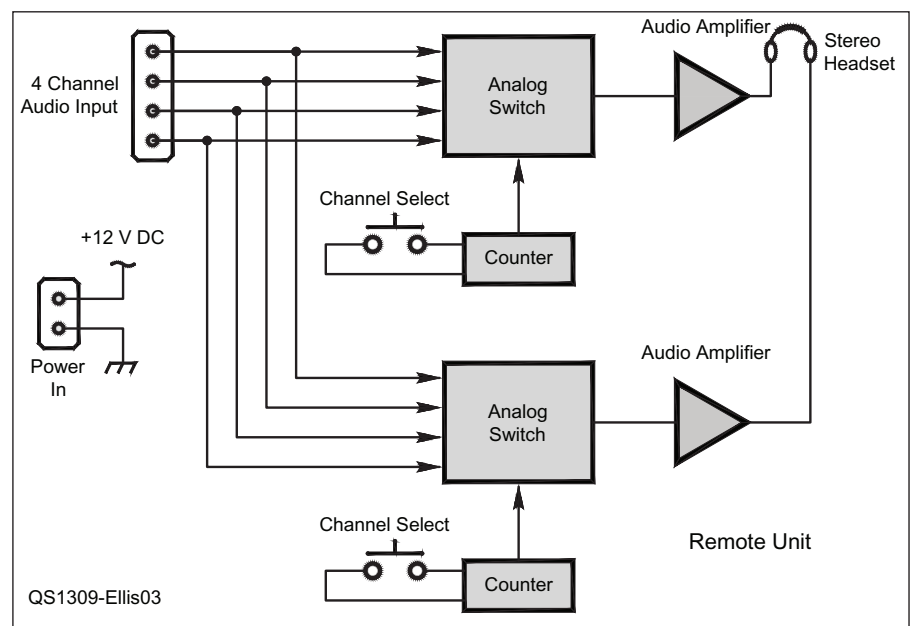 Audio Amplifier
Stereo
Headset
4 Channel
Audio Input
Analog
Switch
Channel Select
Counter
+12 V DC
Power
In
Audio Amplifier
Analog
Switch
Channel Select
Counter
Remote Unit
QS1309-Ellis03